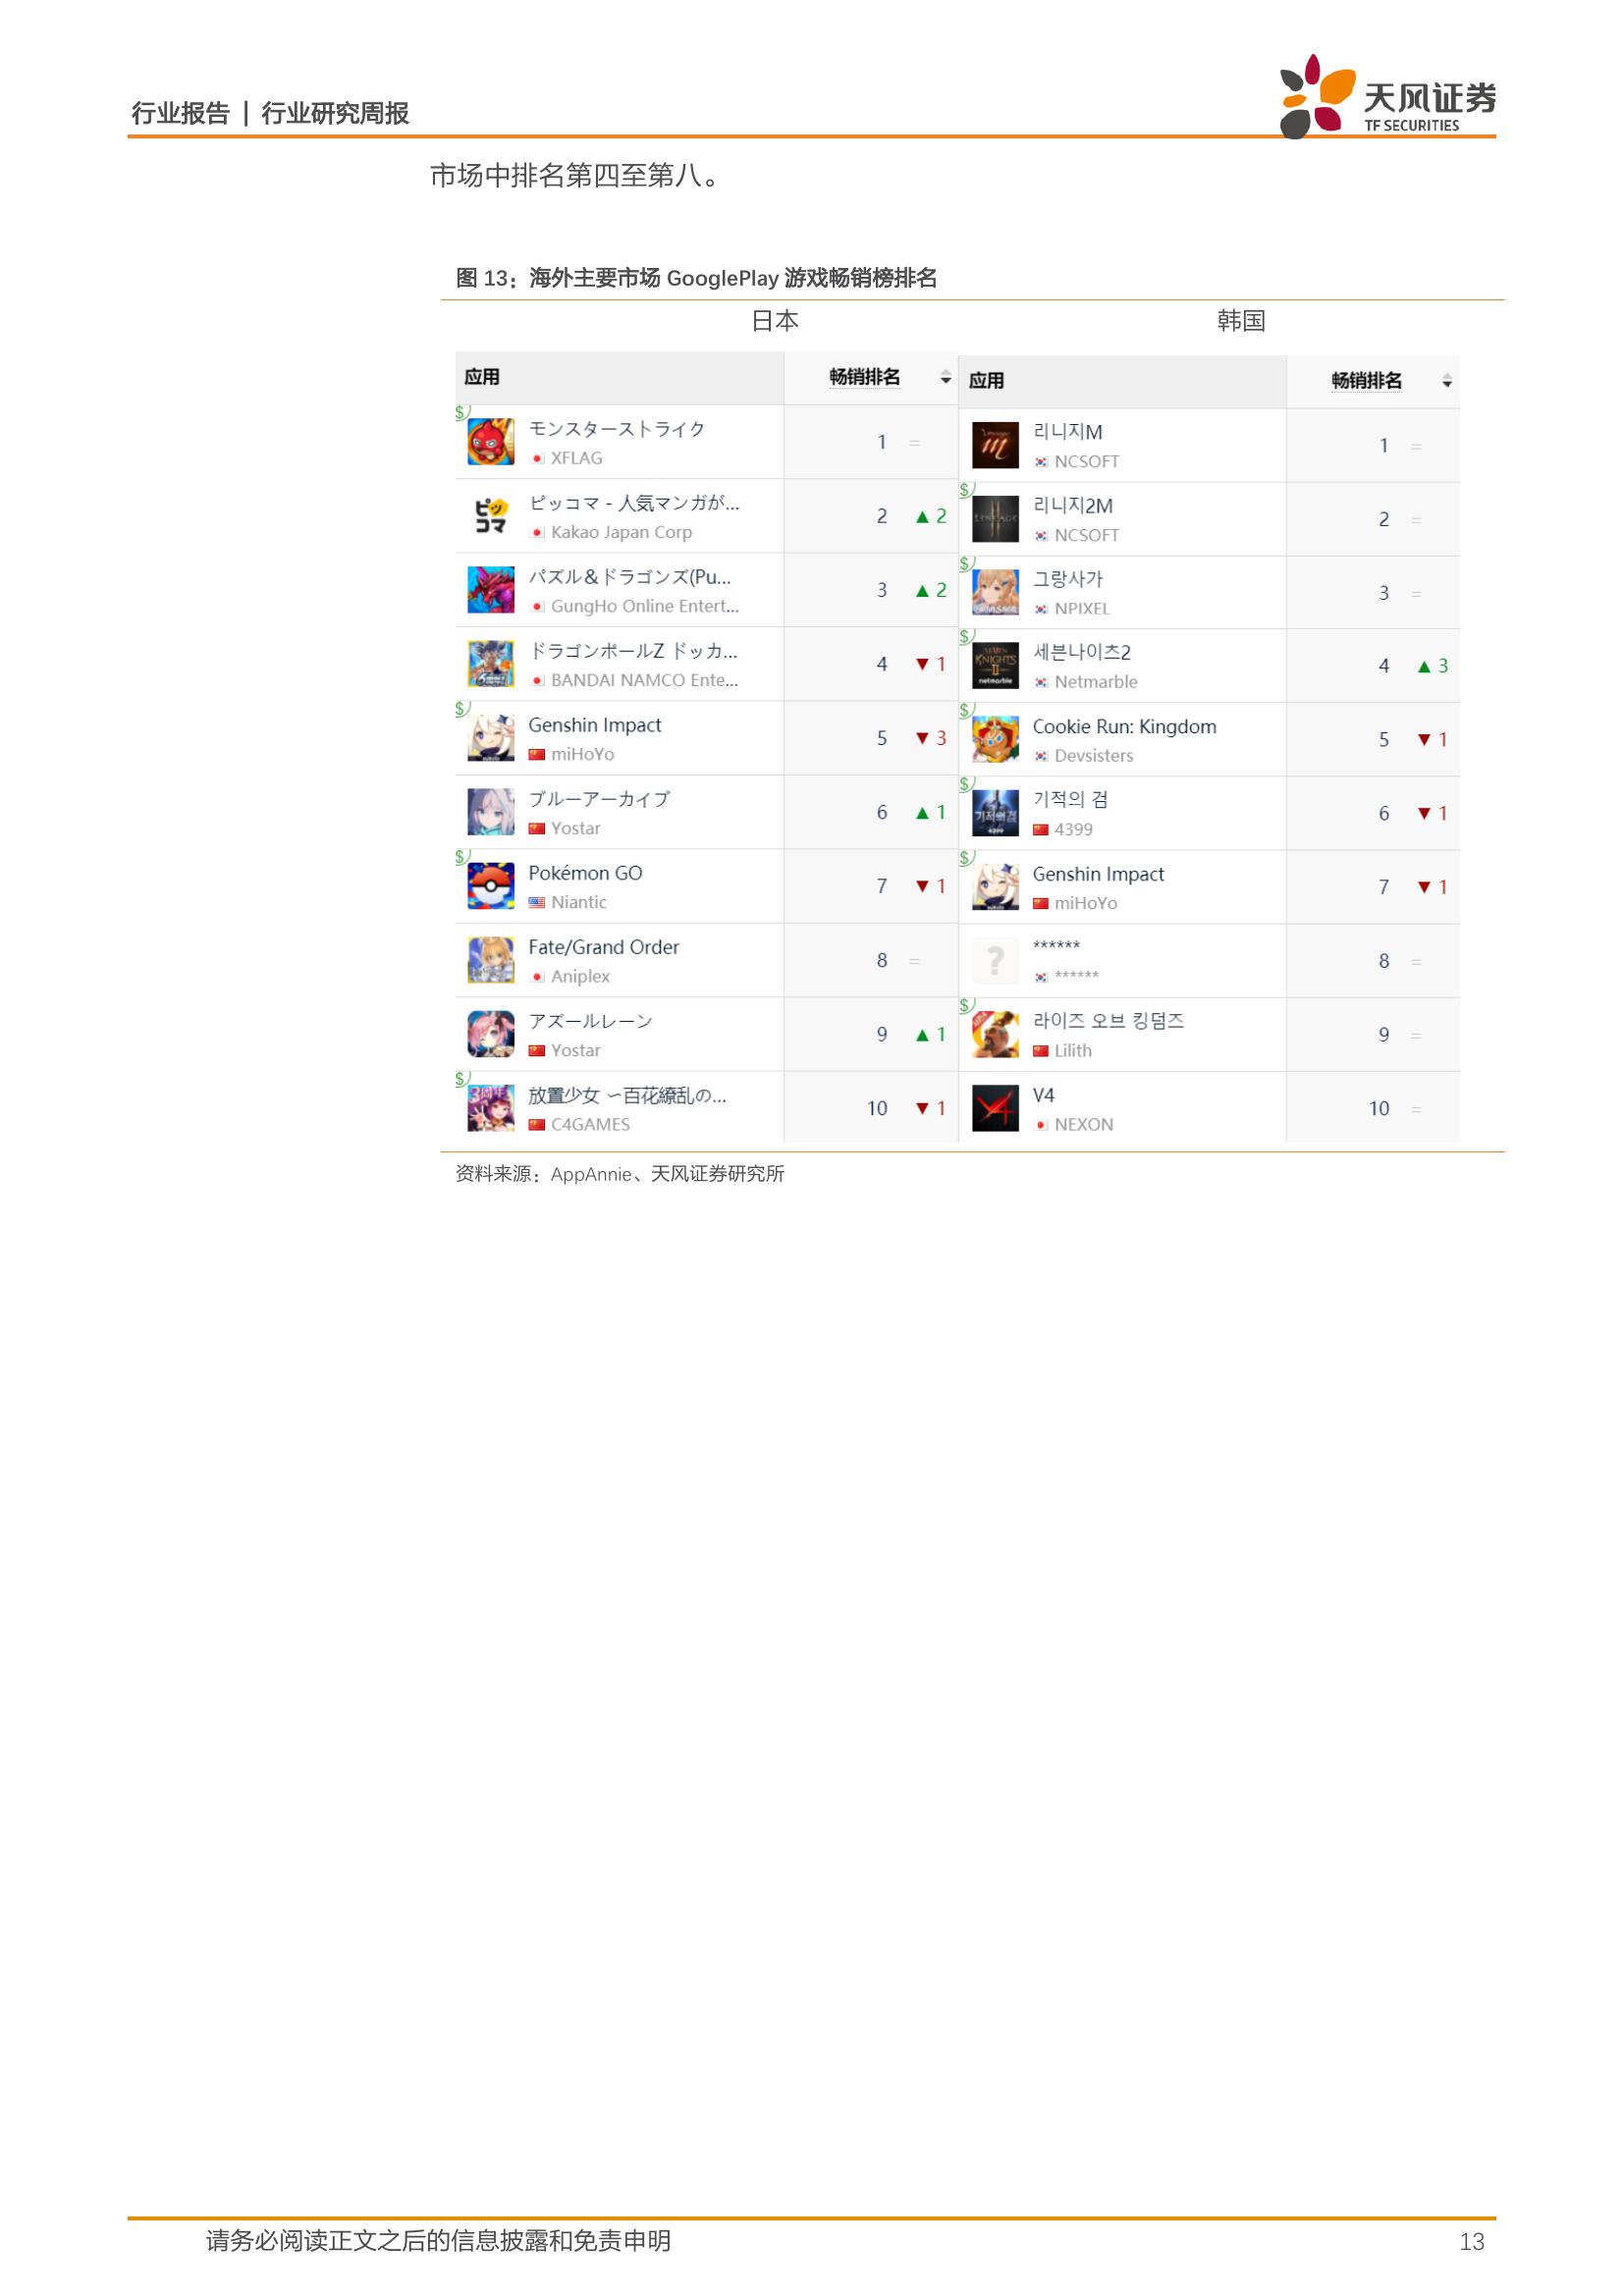 行业报告 | 行业研究周报
天风证券
TF SECURITIES
市场中排名第四至第八。
图 13：海外主要市场 GooglePlay 游戏畅销榜排名
日本 韩国
应用 畅销排名
モンスターストライク 1 =
XFLAG
ピッコマ - 人気マンガが... 2 ▲ 2
Kakao Japan Corp
パズル＆ドラゴンズ(Pu... 3 ▲ 2
GungHo Online Entert...
ドラゴンボールZ ドッカ... 4 ▼ 1
BANDAI NAMCO Ente...
Genshin Impact 5 ▼ 3
miHoYo
ブルーアーカイブ 6 ▲ 1
Yostar
Pokémon GO 7 ▼ 1
Niantic
Fate/Grand Order 8 =
Aniplex
アズールレーン 9 ▲ 1
Yostar
放置少女 〜百花繚乱の... 10 ▼ 1
C4GAMES
应用 畅销排名
리니지M 1 =
NCSOFT
리니지2M 2 =
NCSOFT
그랑사가 3 =
NPIXEL
세븐나이츠2 4 ▲ 3
Netmarble
Cookie Run: Kingdom 5 ▼ 1
Devsisters
기적의 검 6 ▼ 1
4399
Genshin Impact 7 ▼ 1
miHoYo
****** 8 =
******
라이즈 오브 킹덤즈 9 =
Lilith
V4 10 =
NEXON
资料来源：AppAnnie、天风证券研究所
请务必阅读正文之后的信息披露和免责申明 13